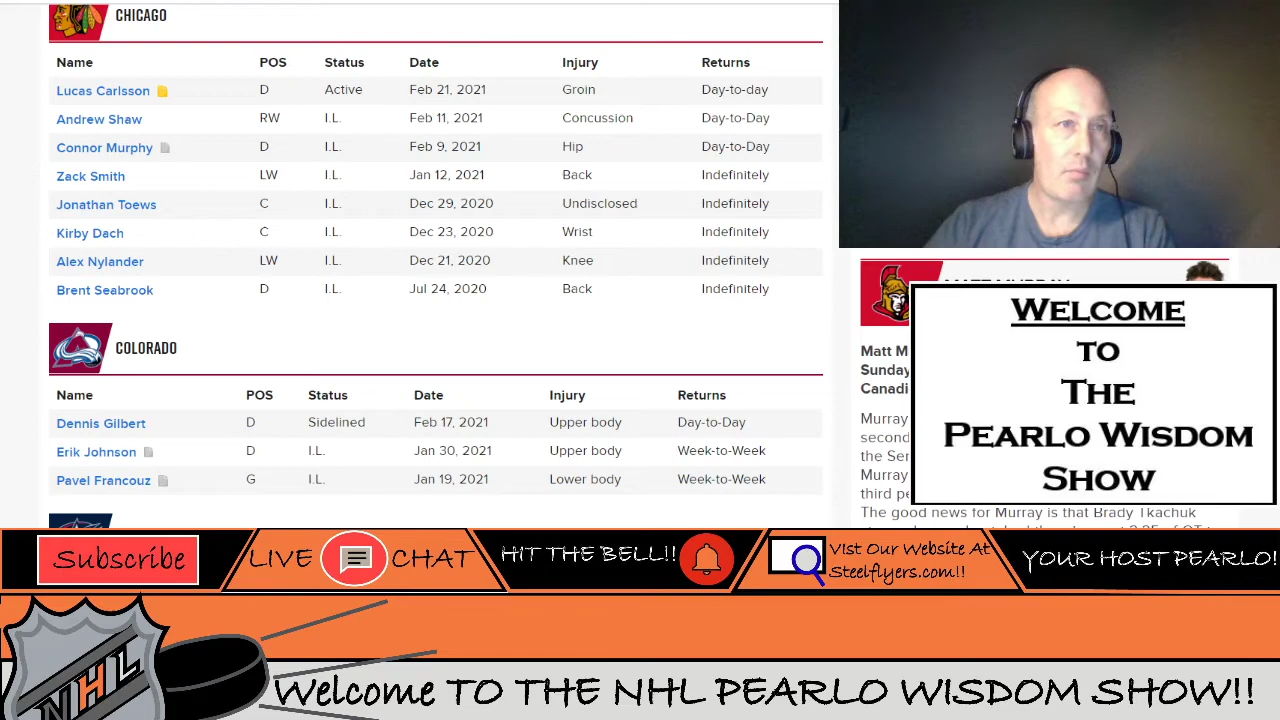 CHICAGO
Name POS Status Date Injury Returns
Lucas Carlsson D Active Feb 21, 2021 Groin Day-to-day
Andrew Shaw RW I.L. Feb 11, 2021 Concussion Day-to-Day
Connor Murphy D I.L. Feb 9, 2021 Hip Day-to-Day
Zack Smith LW I.L. Jan 12, 2021 Back Indefinitely
Jonathan Toews C I.L. Dec 29, 2020 Undisclosed Indefinitely
Kirby Dach C I.L. Dec 23, 2020 Wrist Indefinitely
Alex Nylander LW I.L. Dec 21, 2020 Knee Indefinitely
Brent Seabrook D I.L. Jul 24, 2020 Back Indefinitely
COLORADO
Name POS Status Date Injury Returns
Dennis Gilbert D Sidelined Feb 17, 2021 Upper body Day-to-Day
Erik Johnson D I.L. Jan 30, 2021 Upper body Week-to-Week
Pavel Francouz G I.L. Jan 19, 2021 Lower body Week-to-Week
Matt M
Sunday
Canadi
Murray
second
the Ser
Murray
third pe
The good news for Murray is that Brady Tkachuk
Welcome
to
The
Pearlo Wisdom
Show
Subscribe
LIVE CHAT
HIT THE BELL!!
VIst Our Website At
Steelflyers.com!!
YOUR HOST PEARLO!
NHL
Welcome TO THE NHL PEARLO WISDOM SHOW!!